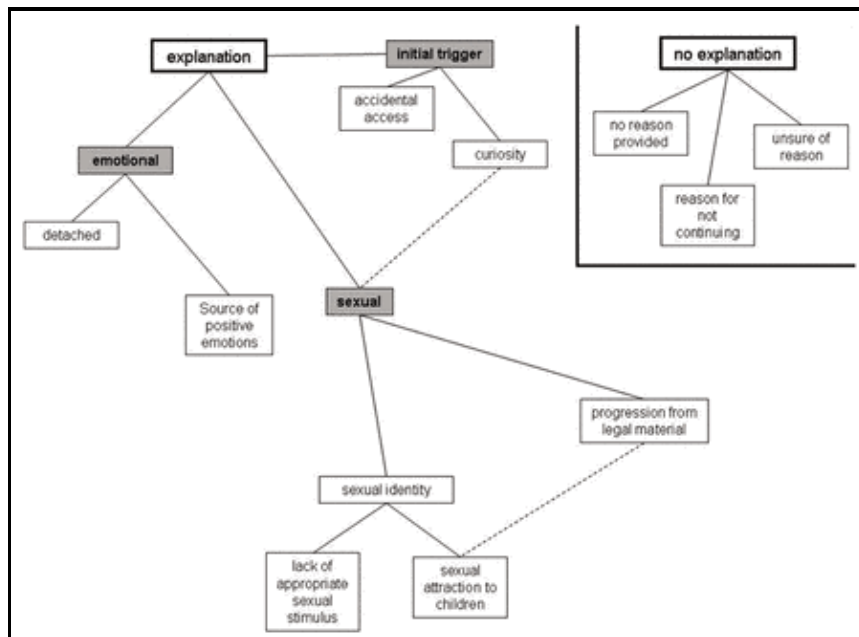 explanation
initial trigger
no explanation
accidental
access
no reason
provided
unsure of
reason
curiosity
emotional
reason for
not
continuing
detached
sexual
Source of
positive
emotions
progression from
legal material
sexual identity
lack of
appropriate
sexual
stimulus
sexual
attraction to
children